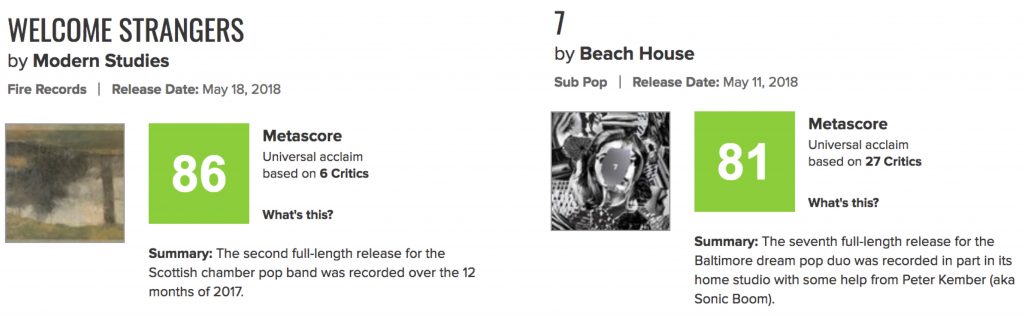 WELCOME STRANGERS
by Modern Studies
Fire Records | Release Date: May 18, 2018
86
Metascore
Universal acclaim
based on 6 Critics
What's this?
Summary: The second full-length release for the
Scottish chamber pop band was recorded over the 12
months of 2017.
7
by Beach House
Sub Pop | Release Date: May 11, 2018
7
81
Metascore
Universal acclaim
based on 27 Critics
What's this?
Summary: The seventh full-length release for the
Baltimore dream pop duo was recorded in part in its
home studio with some help from Peter Kember (aka
Sonic Boom).